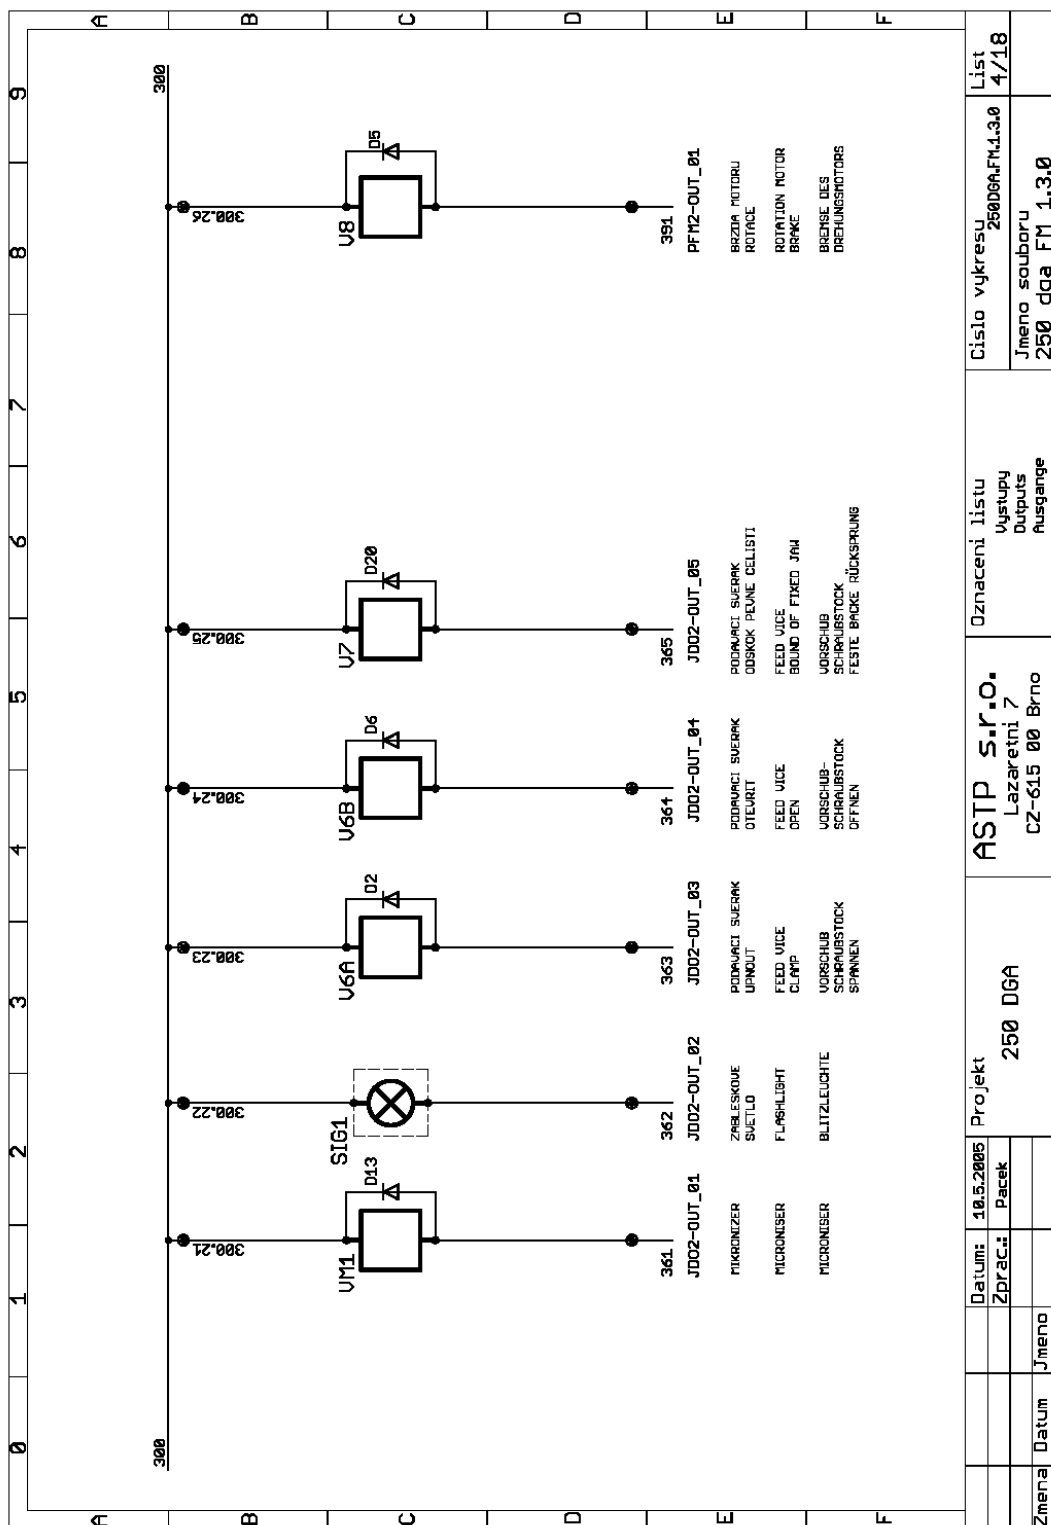 0 1 2 3 4 5 6 7 8 9
A A
B B
C C
D D
E E
F F
300 300
300.21 300.22 300.23 300.24 300.25 300.26
VM1 D13
SIG1
V6A D2
V6B D6
V7 D20
V8 D5
361
JDO2-OUT_01
MIKRONIZER
MICRONISER
MICRONISER
362
JDO2-OUT_02
ZABLESKOVE
SVETLO
FLASHLIGHT
BLITZLEUCHTE
363
JDO2-OUT_03
PODAVACI SVERAK
UPNOUT
FEED VICE
CLAMP
VORSCHUB
SCHRAUBSTOCK
SPANNEN
364
JDO2-OUT_04
PODAVACI SVERAK
OTEVRIT
FEED VICE
OPEN
VORSCHUB-
SCHRAUBSTOCK
OFFNEN
365
JDO2-OUT_05
PODAVACI SVERAK
ODSKOK PEVNE CELISTI
FEED VICE
BOUND OF FIXED JAW
VORSCHUB
SCHRAUBSTOCK
FESTE BACKE RÜCKSPRUNG
391
PFM2-OUT_01
BRZDA MOTORU
ROTACE
ROTATION MOTOR
BRAKE
BREMSE DES
DREHUNGSMOTORS
Zmena Datum Jmeno
Datum: 10.5.2005
Zprac.: Pacek
Projekt
250 DGA
ASTP s.r.o.
Lazaretni 7
CZ-615 00 Brno
Oznaceni listu
Vystupy
Outputs
Ausgange
Cislo vykresu
250DGA.FM.1.3.0
Jmeno souboru
250 dga FM 1.3.0
List
4/18